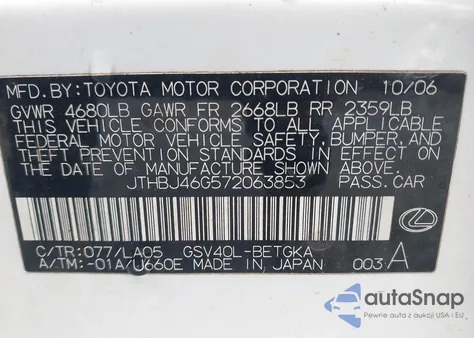 MFD. BY: TOYOTA MOTOR CORPORATION 10/06
GVWR 4680LB GAWR FR 2668LB RR 2359LB
THIS VEHICLE CONFORMS TO ALL APPLICABLE
FEDERAL MOTOR VEHICLE SAFETY, BUMPER, AND
THEFT PREVENTION STANDARDS IN EFFECT ON
THE DATE OF MANUFACTURE SHOWN ABOVE.
JTHBJ46G572063853 PASS. CAR
C/TR: 077/LA05 GSV40L-BETGKA
A/TM: -01A/U660E MADE IN JAPAN 003 A
autoSnap
Pewne auta z aukcji USA i EU